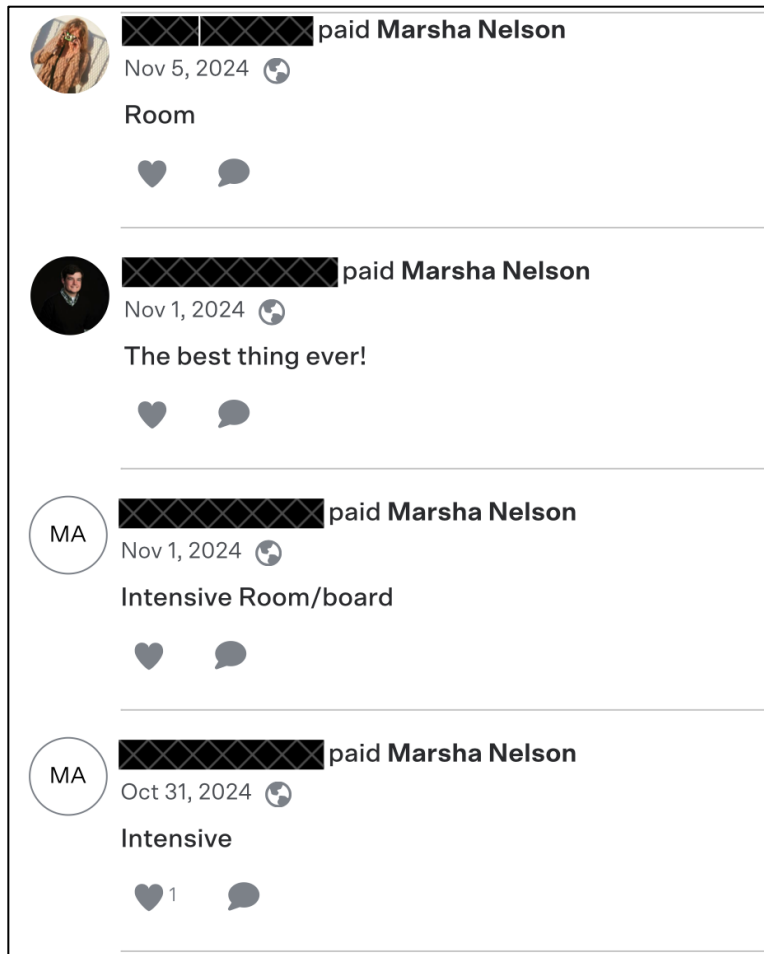 paid Marsha Nelson
Nov 5, 2024
Room
paid Marsha Nelson
Nov 1, 2024
The best thing ever!
MA
paid Marsha Nelson
Nov 1, 2024
Intensive Room/board
MA
paid Marsha Nelson
Oct 31, 2024
Intensive
1